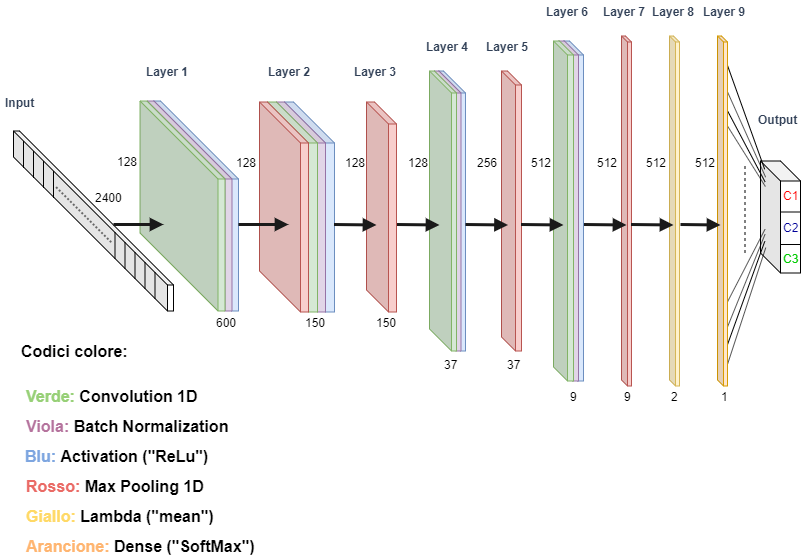 Input
Layer 1
Layer 2
Layer 3
Layer 4
Layer 5
Layer 6
Layer 7
Layer 8
Layer 9
Output
2400
128
128
128
128
256
512
512
512
512
C1
C2
C3
600
150
150
37
37
9
9
2
1
Codici colore:
Verde: Convolution 1D
Viola: Batch Normalization
Blu: Activation ("ReLu")
Rosso: Max Pooling 1D
Giallo: Lambda ("mean")
Arancione: Dense ("SoftMax")